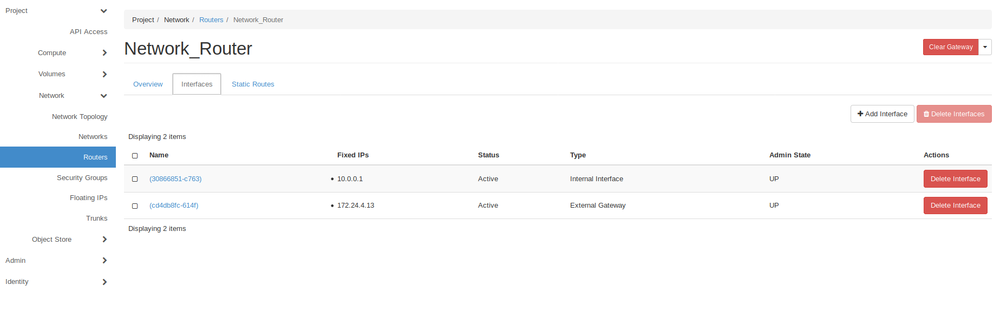 Project
API Access
Compute
Volumes
Network
Network Topology
Networks
Routers
Security Groups
Floating IPs
Trunks
Object Store
Admin
Identity
Project / Network / Routers / Network_Router
Network_Router
Clear Gateway
Overview Interfaces Static Routes
Add Interface Delete Interfaces
Displaying 2 items
Name Fixed IPs Status Type Admin State Actions
(30866851-c763) • 10.0.0.1 Active Internal Interface UP Delete Interface
(cd4db8fc-614f) • 172.24.4.13 Active External Gateway UP Delete Interface
Displaying 2 items